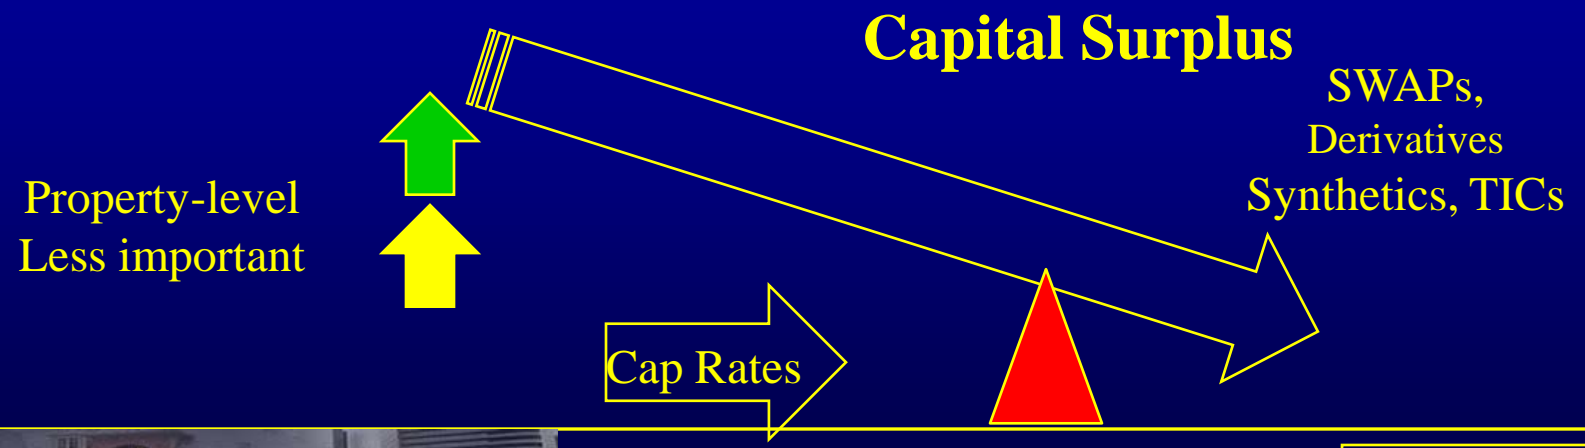 Capital Surplus
SWAPs,
Derivatives
Synthetics, TICs
Property-level
Less important
Cap Rates